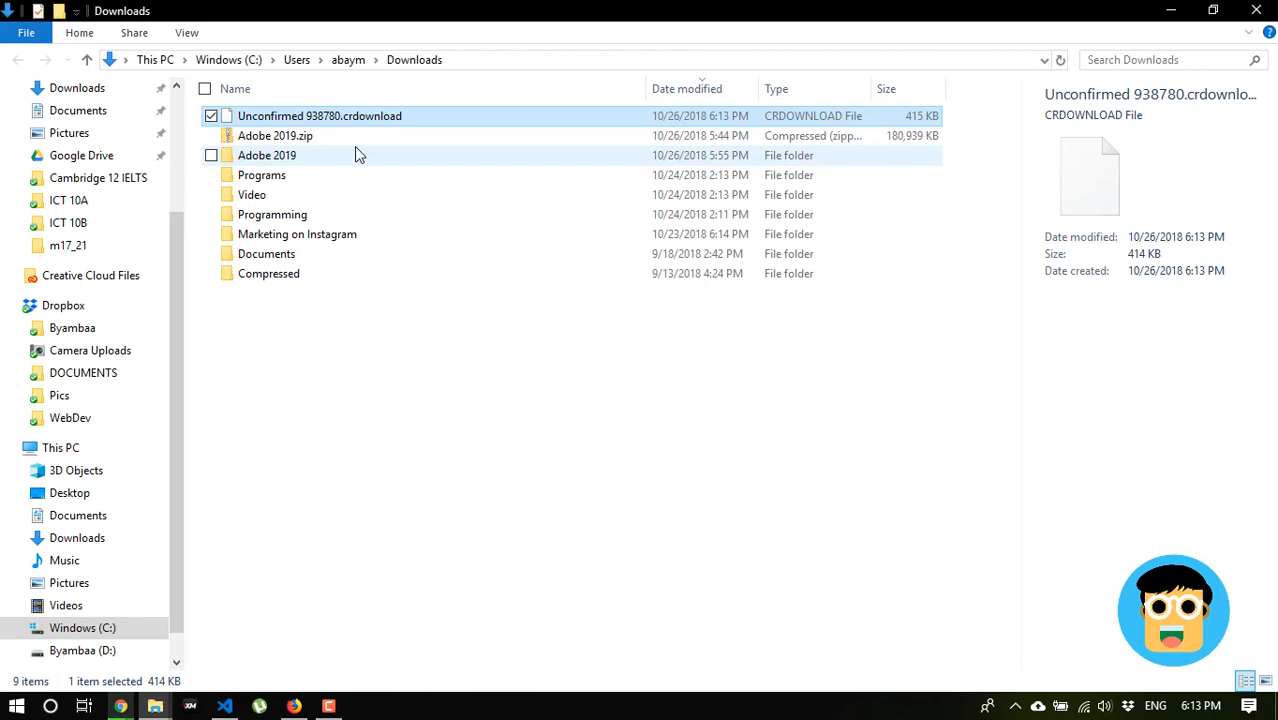 Downloads
File Home Share View
This PC Windows (C:) Users abaym Downloads Search Downloads
Name Date modified Type Size
Unconfirmed 938780.crdownload 10/26/2018 6:13 PM CRDOWNLOAD File 415 KB
Adobe 2019.zip 10/26/2018 5:44 PM Compressed (zipp... 180,939 KB
Adobe 2019 10/26/2018 5:55 PM File folder
Programs 10/24/2018 2:13 PM File folder
Video 10/24/2018 2:13 PM File folder
Programming 10/24/2018 2:11 PM File folder
Marketing on Instagram 10/23/2018 6:14 PM File folder
Documents 9/18/2018 2:42 PM File folder
Compressed 9/13/2018 4:24 PM File folder
Downloads
Documents
Pictures
Google Drive
Cambridge 12 IELTS
ICT 10A
ICT 10B
m17_21
Creative Cloud Files
Dropbox
Byambaa
Camera Uploads
DOCUMENTS
Pics
WebDev
This PC
3D Objects
Desktop
Documents
Downloads
Music
Pictures
Videos
Windows (C:)
Byambaa (D:)
Unconfirmed 938780.crdownlo...
CRDOWNLOAD File
Date modified: 10/26/2018 6:13 PM
Size: 414 KB
Date created: 10/26/2018 6:13 PM
9 items 1 item selected 414 KB
XM ENG 6:13 PM